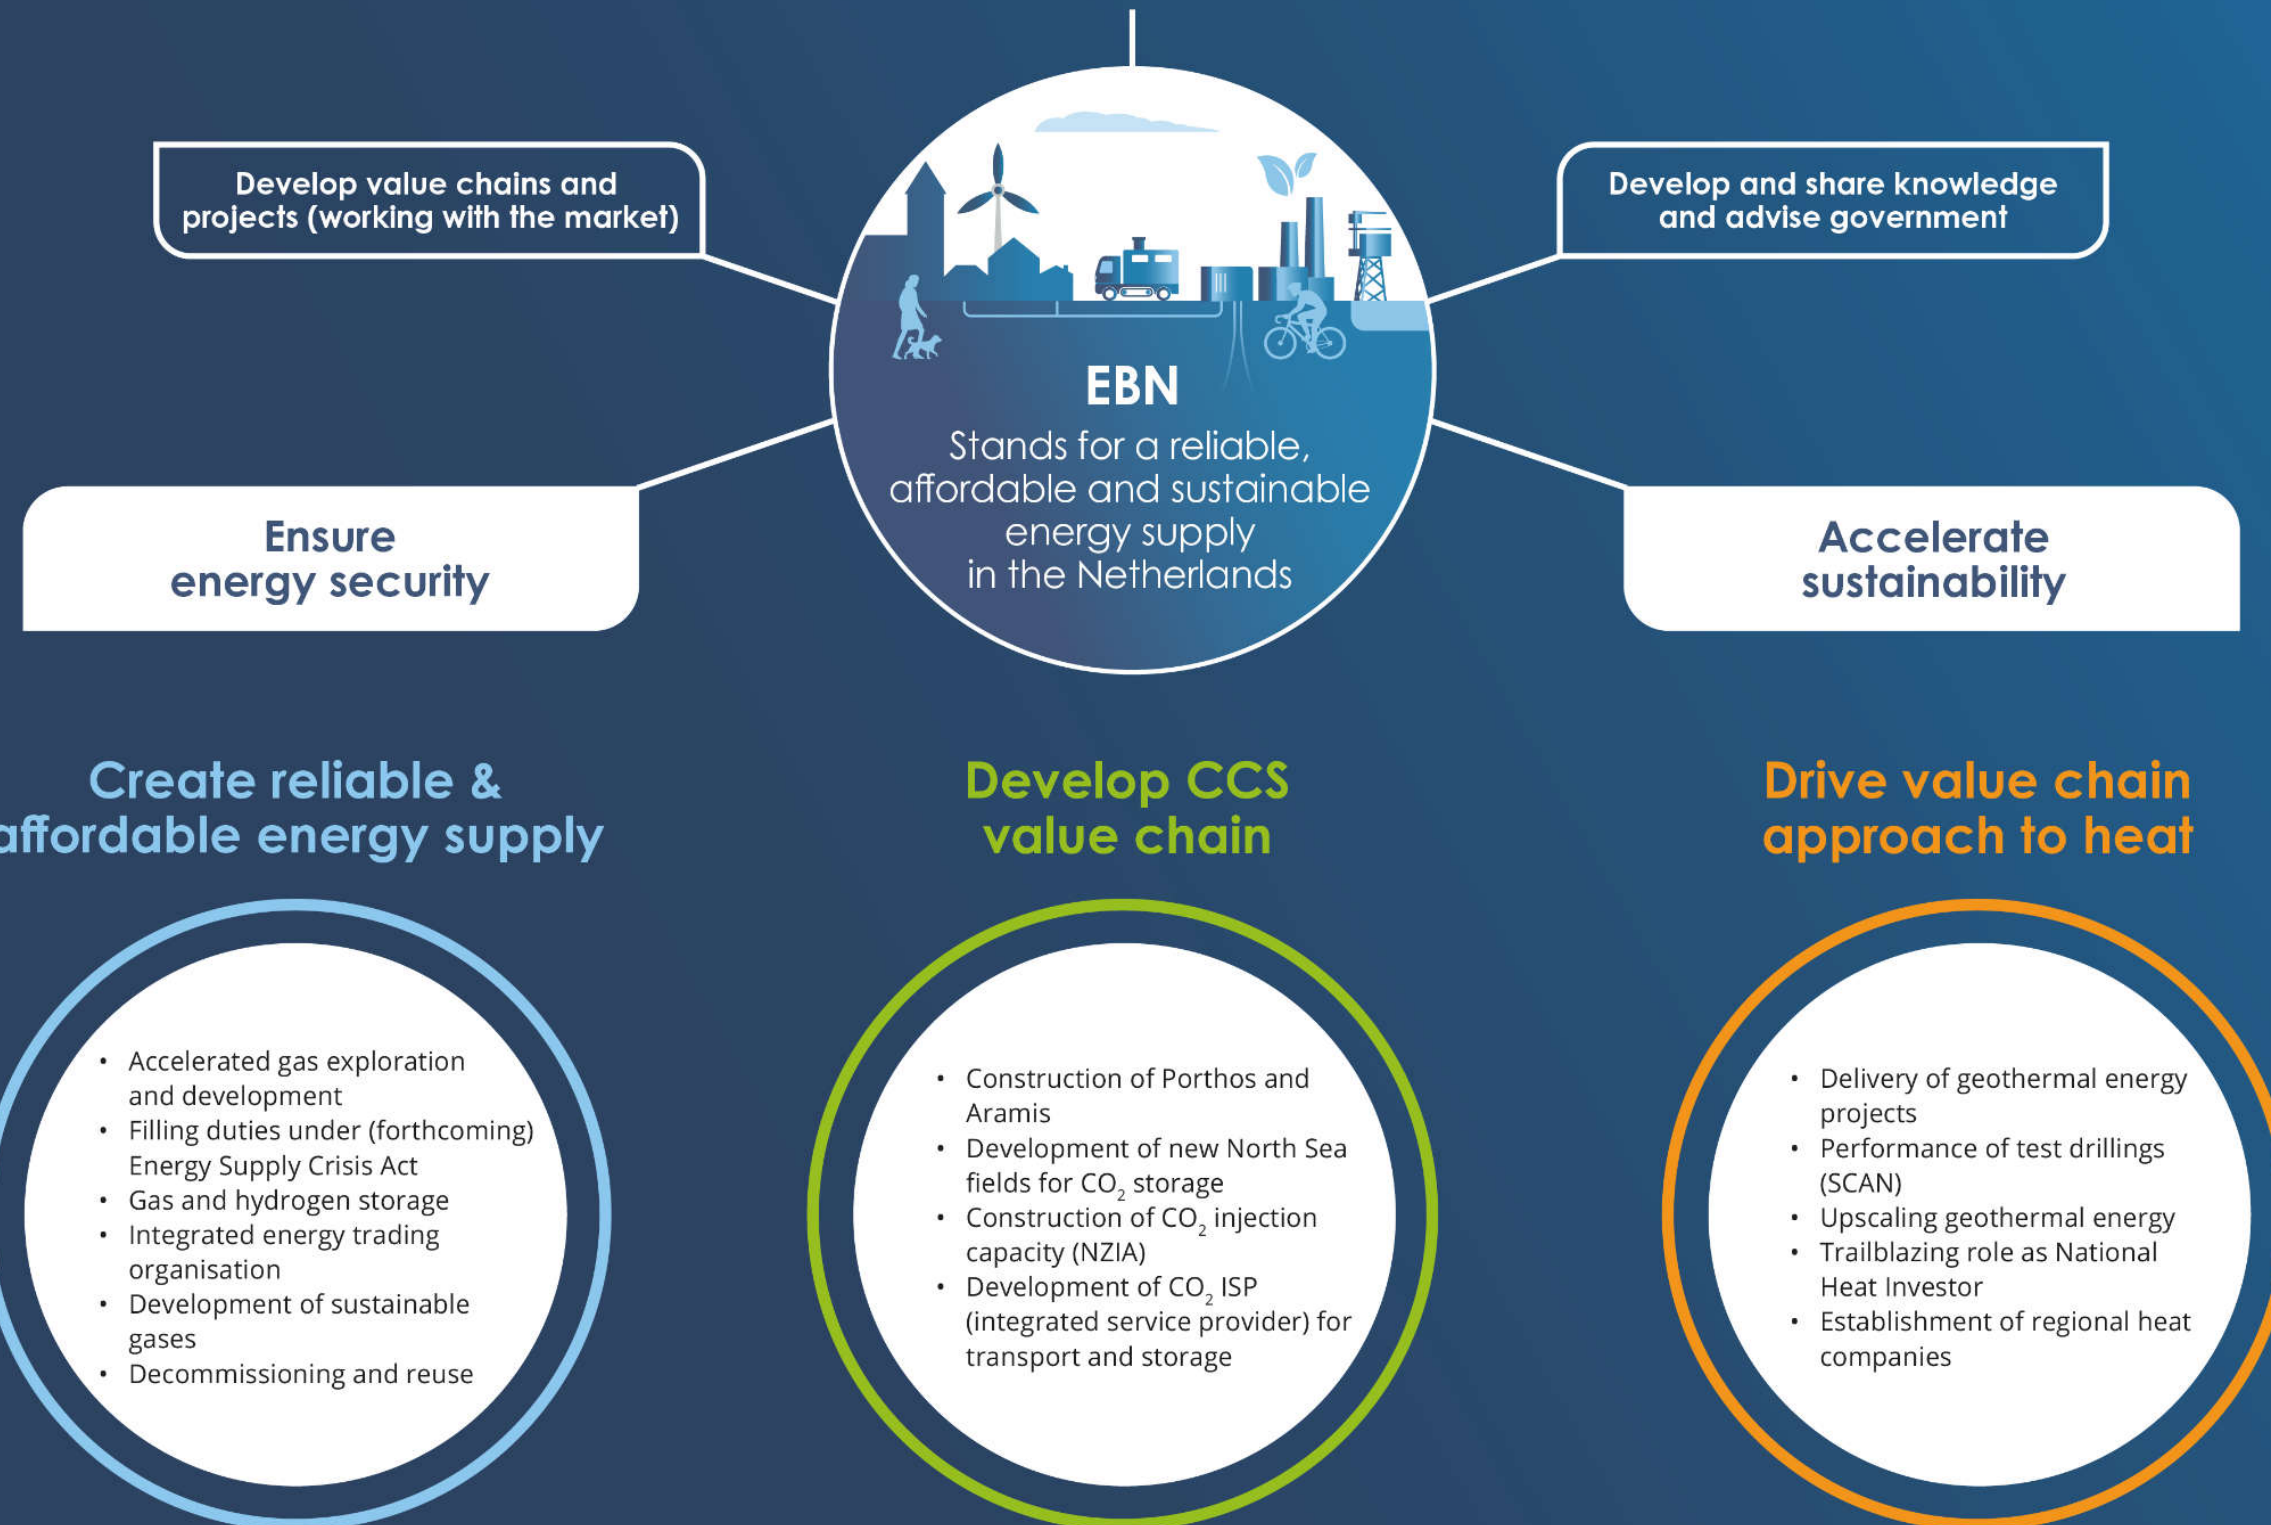 Develop value chains and
projects (working with the market)
Develop and share knowledge
and advise government
EBN
Stands for a reliable,
affordable and sustainable
energy supply
in the Netherlands
Ensure
energy security
Accelerate
sustainability
Create reliable &
affordable energy supply
• Accelerated gas exploration
and development
• Filling duties under (forthcoming)
Energy Supply Crisis Act
• Gas and hydrogen storage
• Integrated energy trading
organisation
• Development of sustainable
gases
• Decommissioning and reuse
Develop CCS
value chain
• Construction of Porthos and
Aramis
• Development of new North Sea
fields for CO₂ storage
• Construction of CO₂ injection
capacity (NZIA)
• Development of CO₂ ISP
(integrated service provider) for
transport and storage
Drive value chain
approach to heat
• Delivery of geothermal energy
projects
• Performance of test drillings
(SCAN)
• Upscaling geothermal energy
• Trailblazing role as National
Heat Investor
• Establishment of regional heat
companies